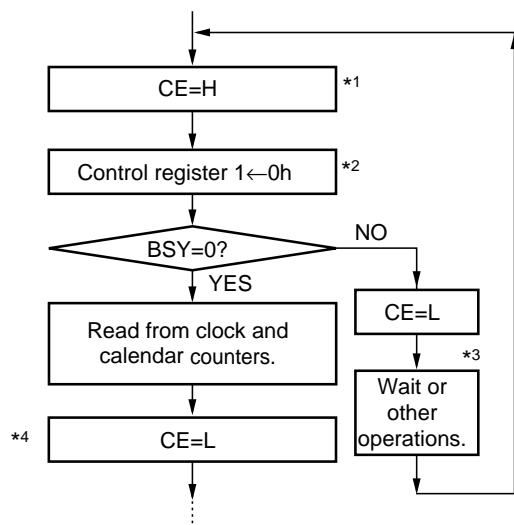 CE=H
*1
Control register 1←0h
*2
BSY=0?
NO
YES
Read from clock and
calendar counters.
CE=L
*3
Wait or
other
operations.
*4
CE=L